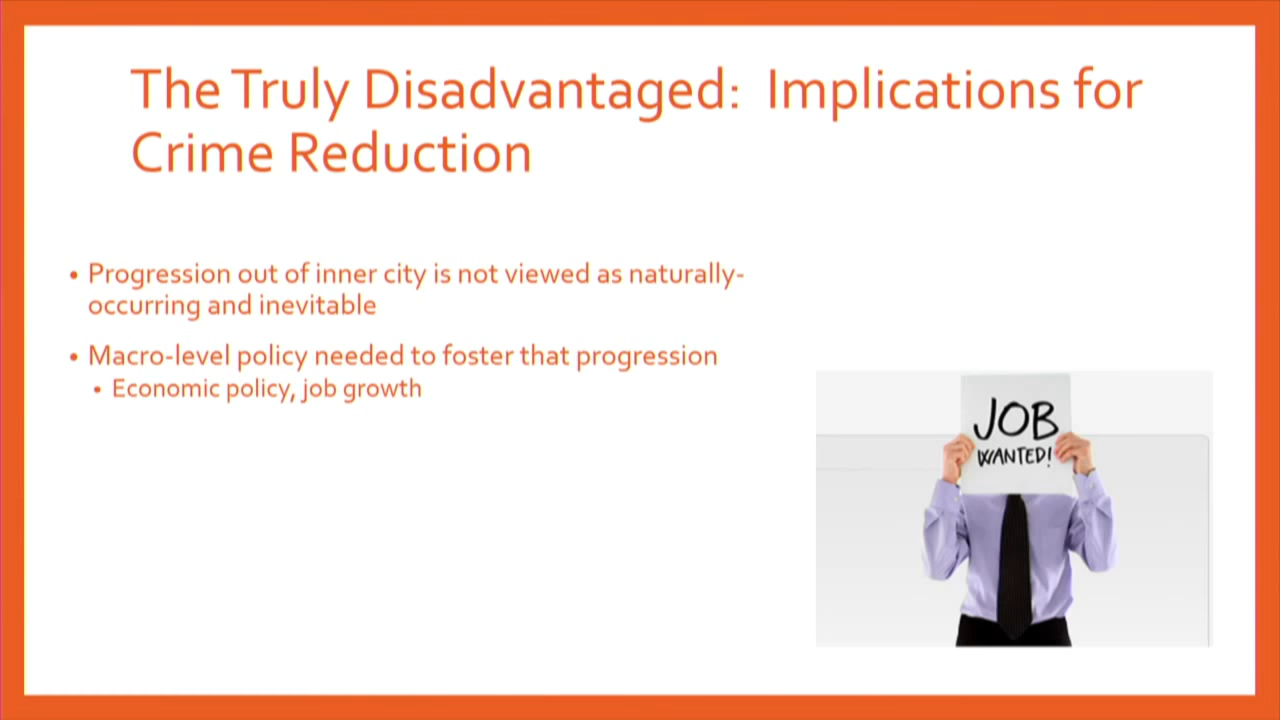 The Truly Disadvantaged: Implications for
Crime Reduction
• Progression out of inner city is not viewed as naturally-
occurring and inevitable
• Macro-level policy needed to foster that progression
• Economic policy, job growth
JOB
WANTED!